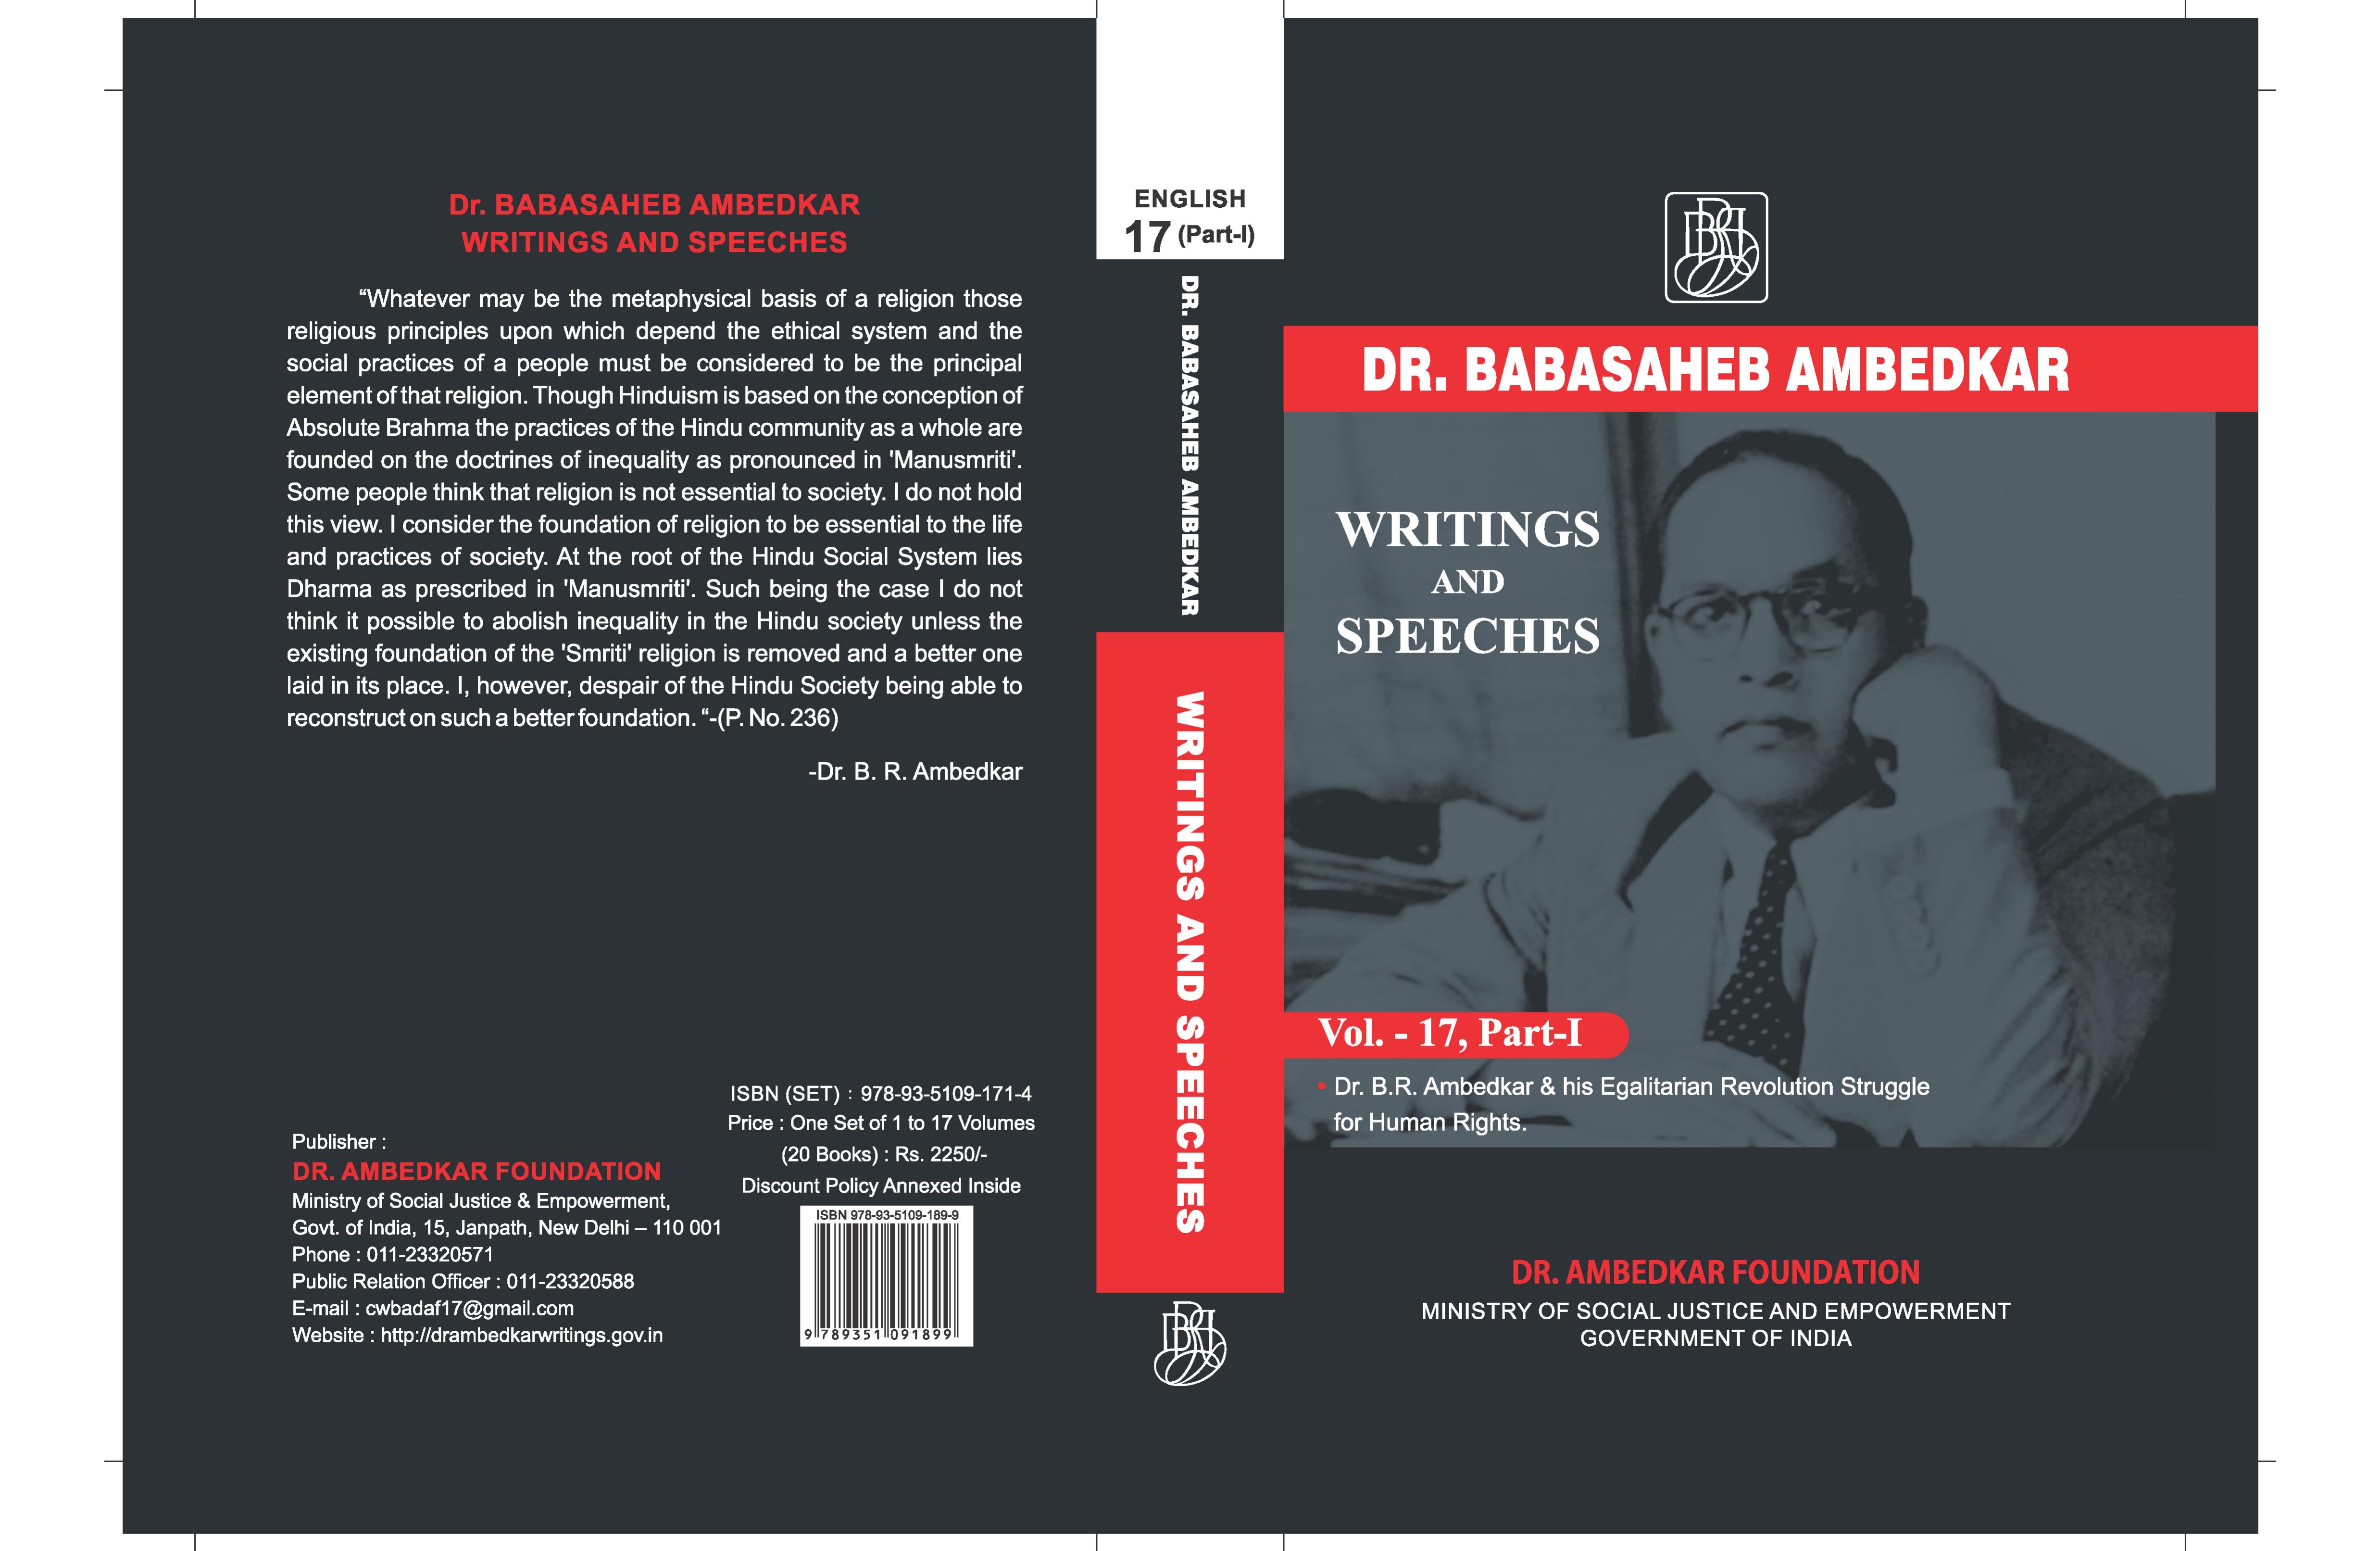 Dr. BABASAHEB AMBEDKAR
WRITINGS AND SPEECHES
“Whatever may be the metaphysical basis of a religion those
religious principles upon which depend the ethical system and the
social practices of a people must be considered to be the principal
element of that religion. Though Hinduism is based on the conception of
Absolute Brahma the practices of the Hindu community as a whole are
founded on the doctrines of inequality as pronounced in 'Manusmriti'.
Some people think that religion is not essential to society. I do not hold
this view. I consider the foundation of religion to be essential to the life
and practices of society. At the root of the Hindu Social System lies
Dharma as prescribed in 'Manusmriti'. Such being the case I do not
think it possible to abolish inequality in the Hindu society unless the
existing foundation of the 'Smriti' religion is removed and a better one
laid in its place. I, however, despair of the Hindu Society being able to
reconstruct on such a better foundation. “-(P. No. 236)
-Dr. B. R. Ambedkar
Publisher :
DR. AMBEDKAR FOUNDATION
Ministry of Social Justice & Empowerment,
Govt. of India, 15, Janpath, New Delhi – 110 001
Phone : 011-23320571
Public Relation Officer : 011-23320588
E-mail : cwbadaf17@gmail.com
Website : http://drambedkarwritings.gov.in
ISBN (SET) : 978-93-5109-171-4
Price : One Set of 1 to 17 Volumes
(20 Books) : Rs. 2250/-
Discount Policy Annexed Inside
ISBN 978-93-5109-189-9
9 789351 091899
ENGLISH
17 (Part-I)
DR. BABASAHEB AMBEDKAR
WRITINGS AND SPEECHES
DR. BABASAHEB AMBEDKAR
WRITINGS
AND
SPEECHES
Vol. - 17, Part-I
• Dr. B.R. Ambedkar & his Egalitarian Revolution Struggle
for Human Rights.
DR. AMBEDKAR FOUNDATION
MINISTRY OF SOCIAL JUSTICE AND EMPOWERMENT
GOVERNMENT OF INDIA